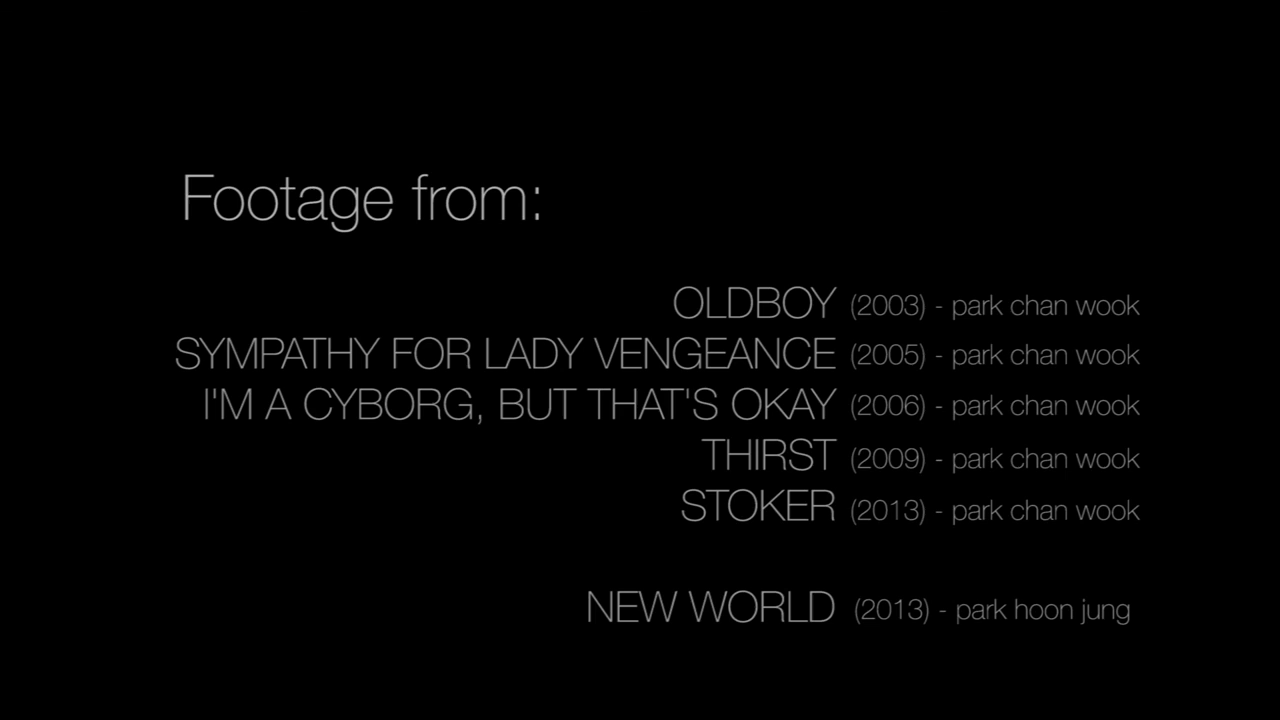 Footage from:
OLDBOY (2003) - park chan wook
SYMPATHY FOR LADY VENGEANCE (2005) - park chan wook
I'M A CYBORG, BUT THAT'S OKAY (2006) - park chan wook
THIRST (2009) - park chan wook
STOKER (2013) - park chan wook
NEW WORLD (2013) - park hoon jung